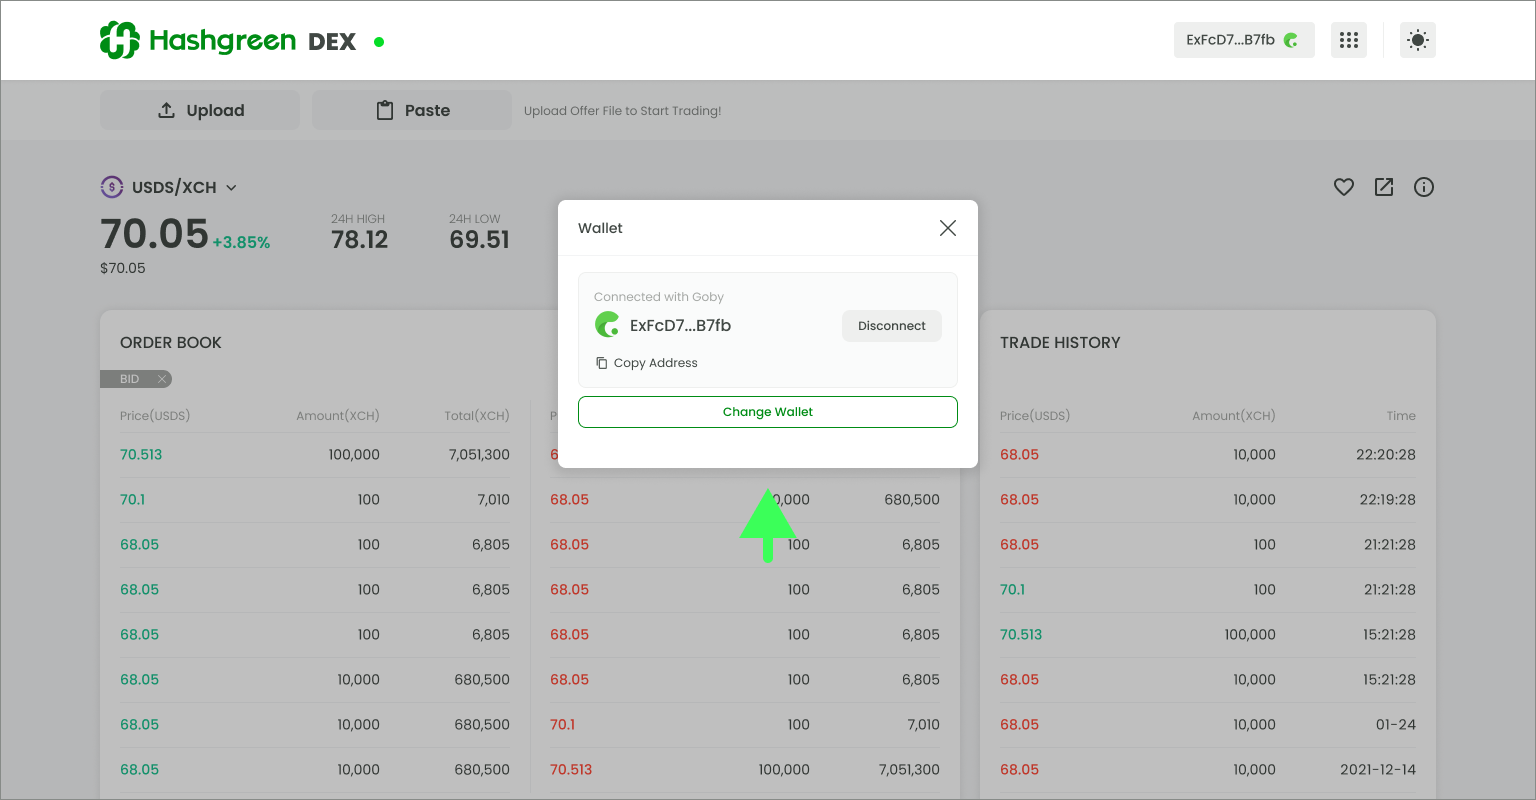 Hashgreen DEX
ExFcD7...B7fb
Upload
Paste
Upload Offer File to Start Trading!
USDS/XCH
70.05 +3.85%
$70.05
24H HIGH
78.12
24H LOW
69.51
Wallet
Connected with Goby
ExFcD7...B7fb
Disconnect
Copy Address
Change Wallet
ORDER BOOK
BID
Price(USDS) Amount(XCH) Total(XCH)
70.513 100,000 7,051,300
70.1 100 7,010
68.05 100 6,805
68.05 100 6,805
68.05 100 6,805
68.05 10,000 680,500
68.05 10,000 680,500
68.05 10,000 680,500
68.05 680,500
68.05 100 6,805
68.05 100 6,805
68.05 100 6,805
68.05 100 6,805
70.1 100 7,010
70.513 100,000 7,051,300
TRADE HISTORY
Price(USDS) Amount(XCH) Time
68.05 10,000 22:20:28
68.05 10,000 22:19:28
68.05 100 21:21:28
70.1 100 21:21:28
70.513 100,000 15:21:28
68.05 10,000 15:21:28
68.05 10,000 01-24
68.05 10,000 2021-12-14